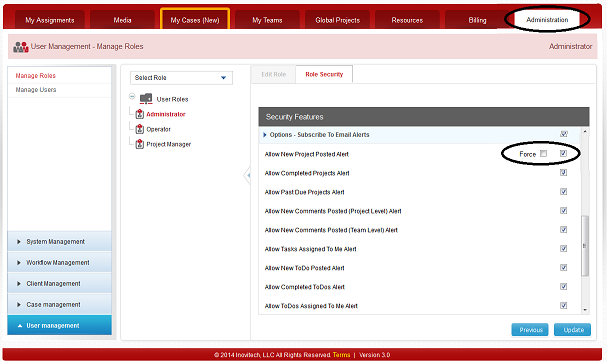 My Assignments
Media
My Cases (New)
My Teams
Global Projects
Resources
Billing
Administration
User Management - Manage Roles
Administrator
Manage Roles
Manage Users
System Management
Workflow Management
Client Management
Case management
User management
Select Role
User Roles
Administrator
Operator
Project Manager
Edit Role
Role Security
Security Features
Options - Subscribe To Email Alerts
Allow New Project Posted Alert
Force
Allow Completed Projects Alert
Allow Past Due Projects Alert
Allow New Comments Posted (Project Level) Alert
Allow New Comments Posted (Team Level) Alert
Allow Tasks Assigned To Me Alert
Allow New ToDo Posted Alert
Allow Completed ToDos Alert
Allow ToDos Assigned To Me Alert
Previous
Update
© 2014 Inovitech, LLC All Rights Reserved. Terms | Version 3.0